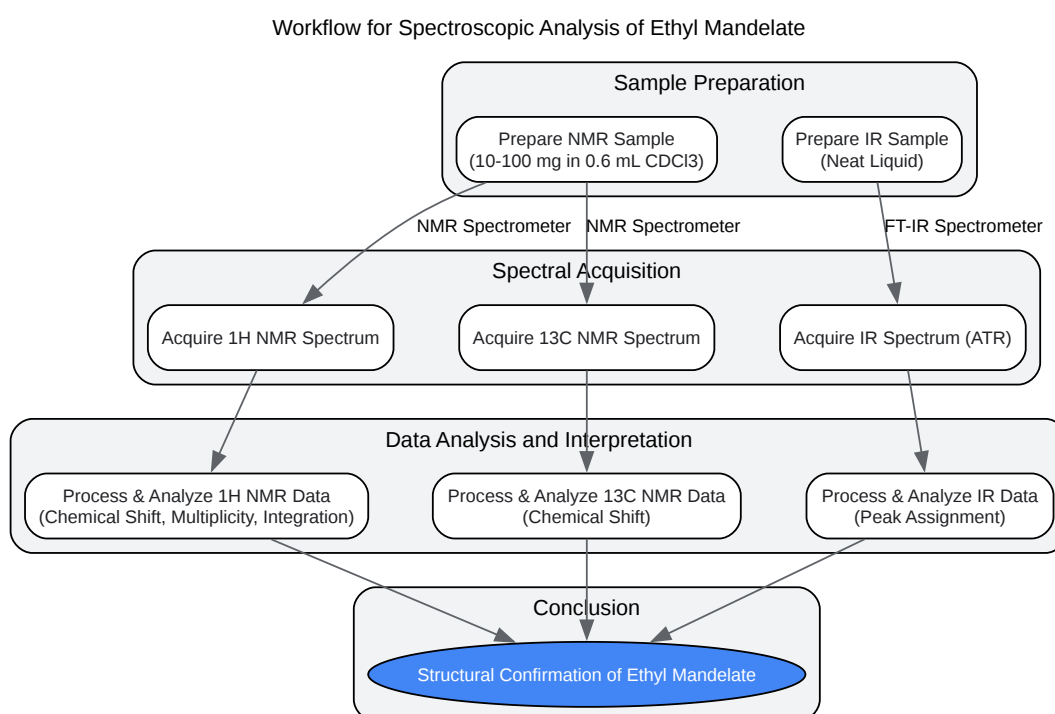 Workflow for Spectroscopic Analysis of Ethyl Mandelate
Sample Preparation
Prepare NMR Sample
(10-100 mg in 0.6 mL CDCl3)
Prepare IR Sample
(Neat Liquid)
NMR Spectrometer
NMR Spectrometer
FT-IR Spectrometer
Spectral Acquisition
Acquire 1H NMR Spectrum
Acquire 13C NMR Spectrum
Acquire IR Spectrum (ATR)
Data Analysis and Interpretation
Process & Analyze 1H NMR Data
(Chemical Shift, Multiplicity, Integration)
Process & Analyze 13C NMR Data
(Chemical Shift)
Process & Analyze IR Data
(Peak Assignment)
Conclusion
Structural Confirmation of Ethyl Mandelate